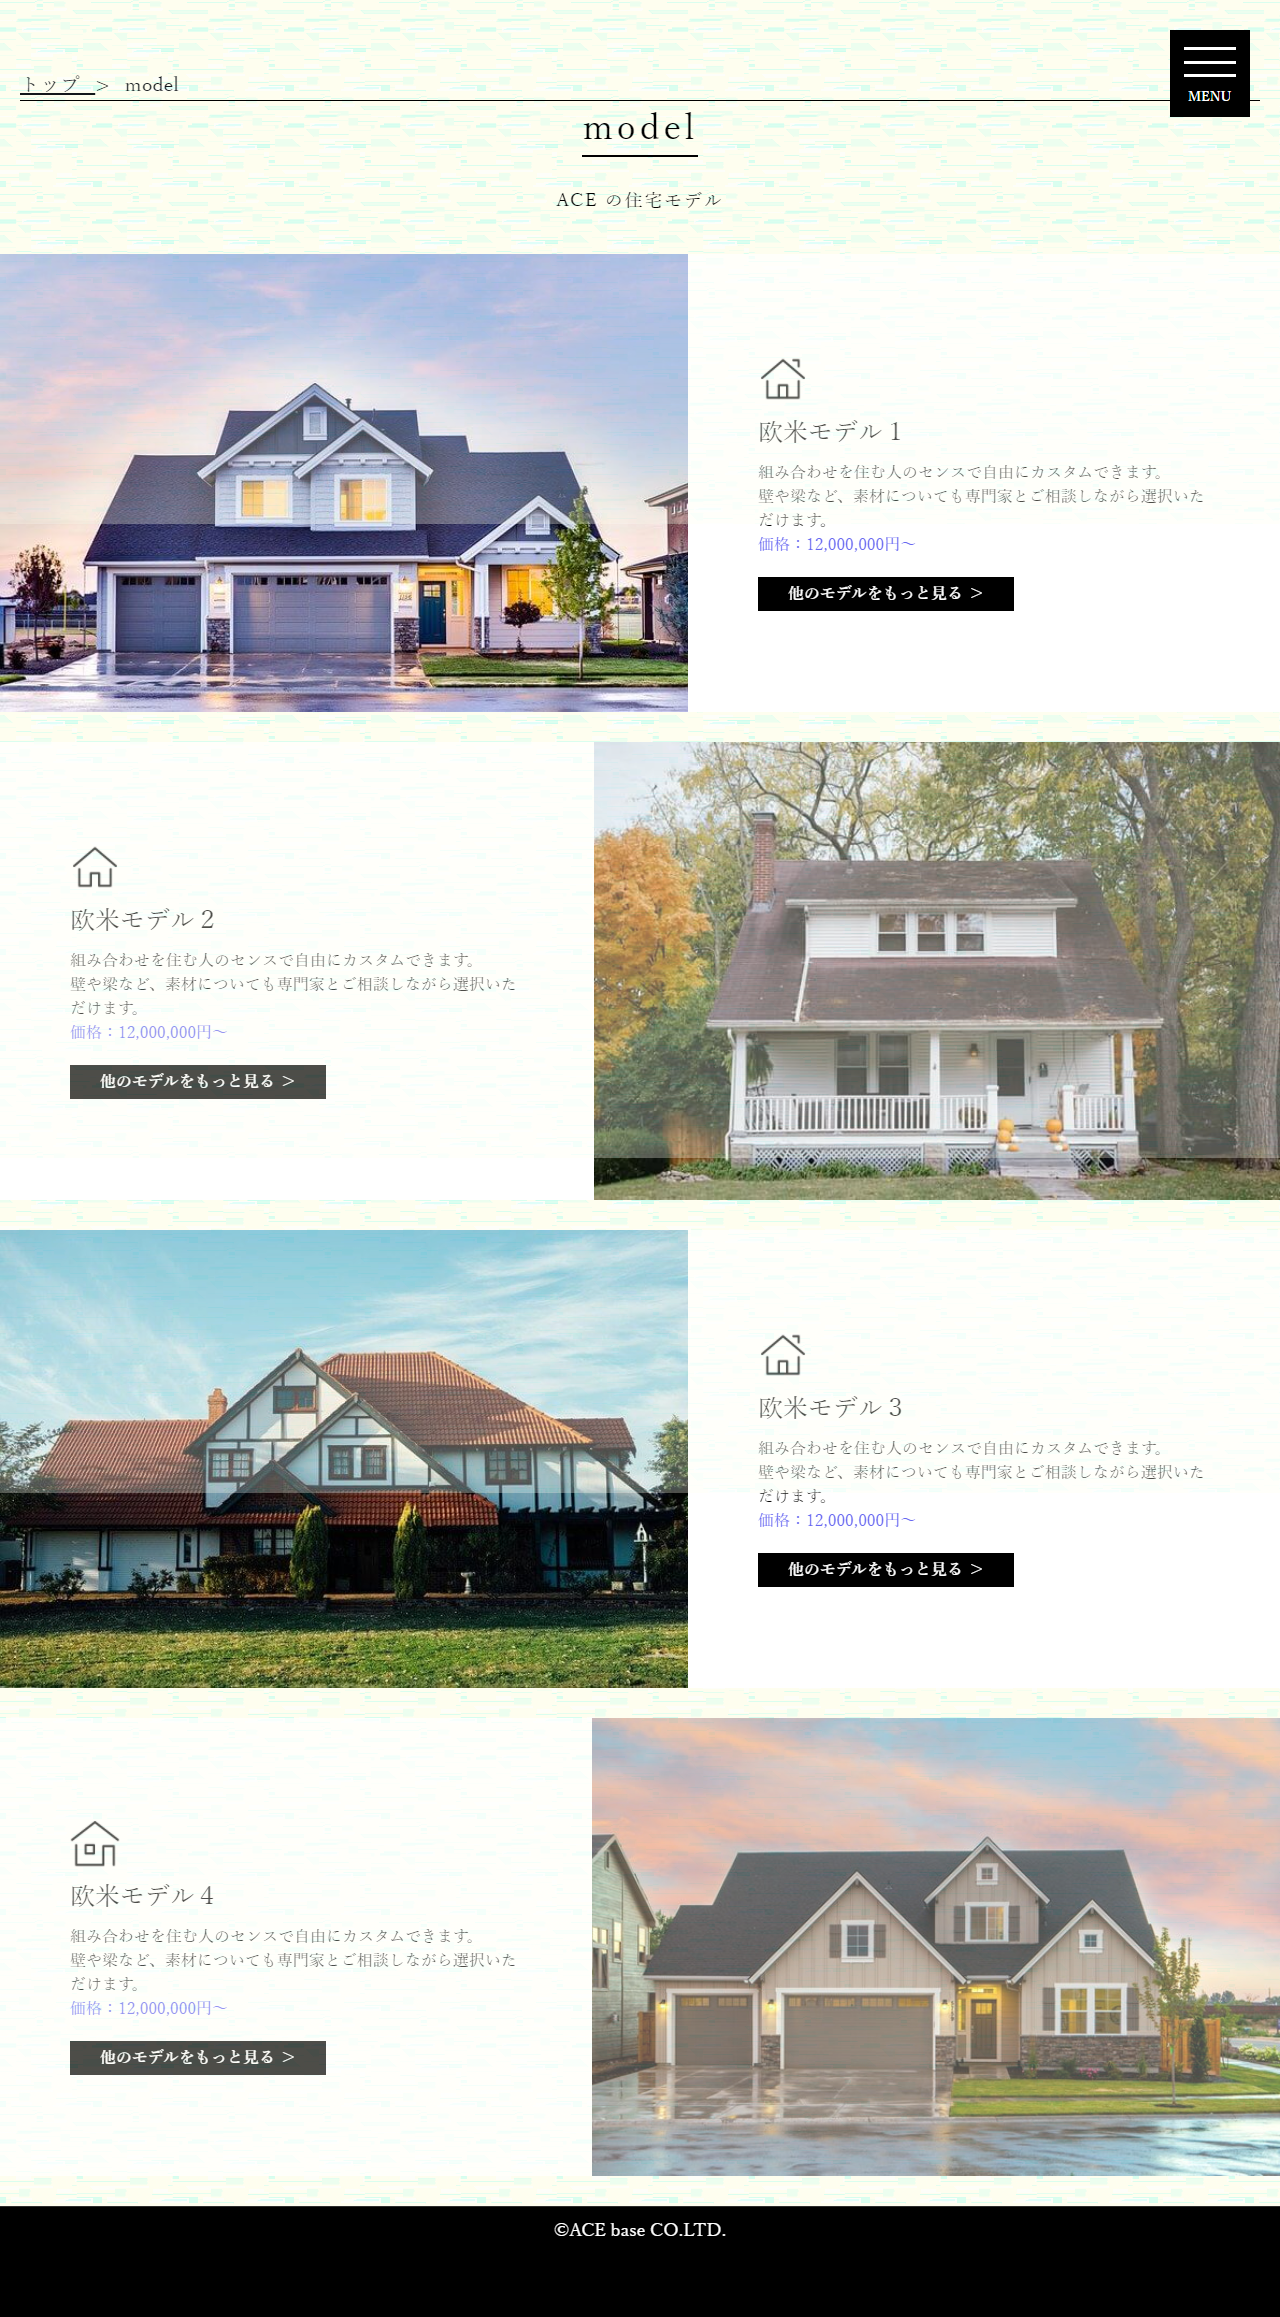 トップ > model
MENU
model
ACE の住宅モデル
欧米モデル１
組み合わせを住む人のセンスで自由にカスタムできます。
壁や梁など、素材についても専門家とご相談しながら選択いた
だけます。
価格：12,000,000円～
他のモデルをもっと見る ＞
欧米モデル２
組み合わせを住む人のセンスで自由にカスタムできます。
壁や梁など、素材についても専門家とご相談しながら選択いた
だけます。
価格：12,000,000円～
他のモデルをもっと見る ＞
欧米モデル３
組み合わせを住む人のセンスで自由にカスタムできます。
壁や梁など、素材についても専門家とご相談しながら選択いた
だけます。
価格：12,000,000円～
他のモデルをもっと見る ＞
欧米モデル４
組み合わせを住む人のセンスで自由にカスタムできます。
壁や梁など、素材についても専門家とご相談しながら選択いた
だけます。
価格：12,000,000円～
他のモデルをもっと見る ＞
©ACE base CO.LTD.